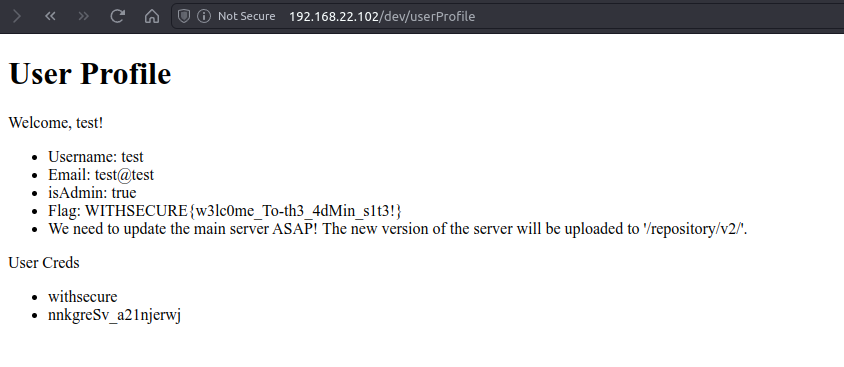 Not Secure 192.168.22.102/dev/userProfile
User Profile
Welcome, test!
Username: test
Email: test@test
isAdmin: true
Flag: WITHSECURE{w3lc0me_To-th3_4dMin_s1t3!}
We need to update the main server ASAP! The new version of the server will be uploaded to '/repository/v2/'.
User Creds
withsecure
nnkgreSv_a21njerwj